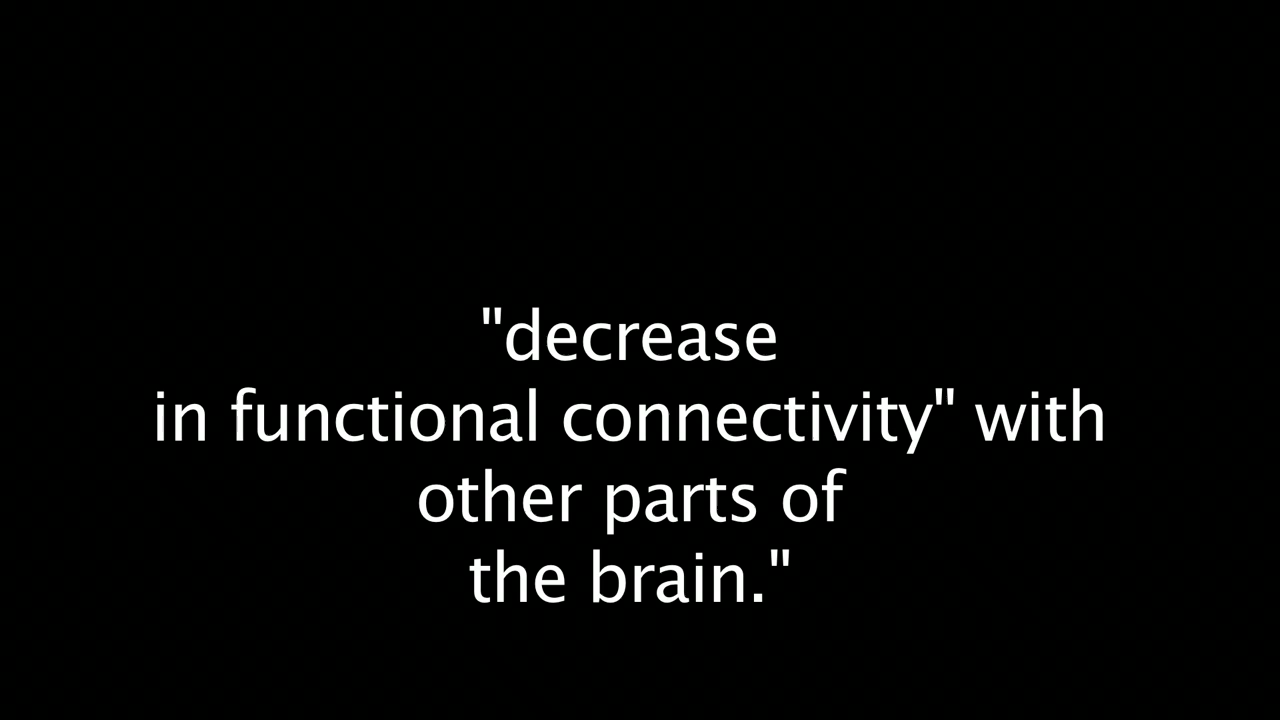 "decrease
in functional connectivity" with
other parts of
the brain."